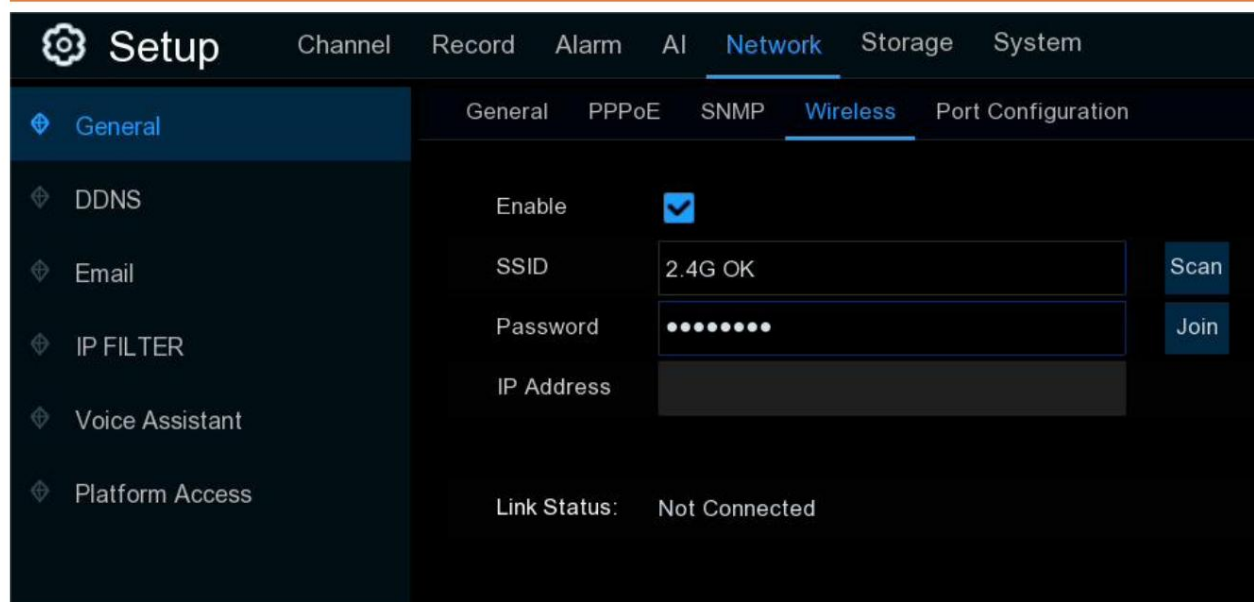 Setup Channel Record Alarm AI Network Storage System
General PPPoE SNMP Wireless Port Configuration
General
DDNS
Email
IP FILTER
Voice Assistant
Platform Access
Enable
SSID 2.4G OK Scan
Password •••••••• Join
IP Address
Link Status: Not Connected